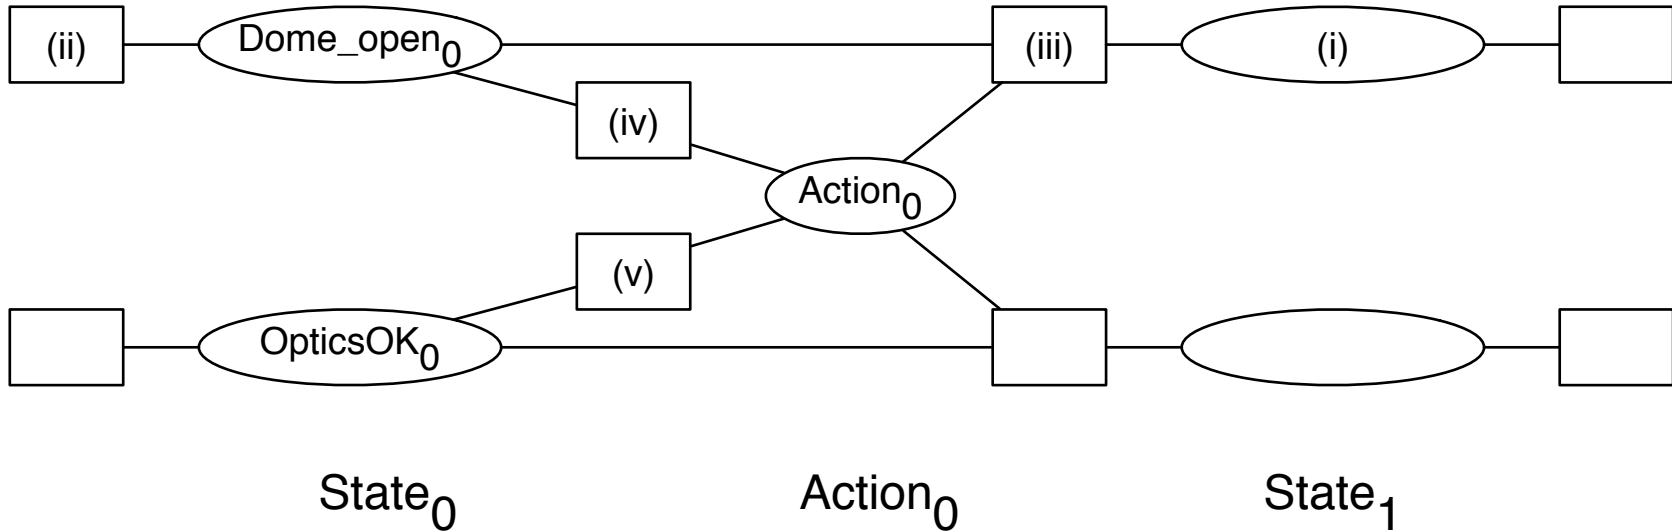 (ii) Dome_open₀ (iii) (i)
(iv)
Action₀
(v)
OpticsOK₀
State₀ Action₀ State₁